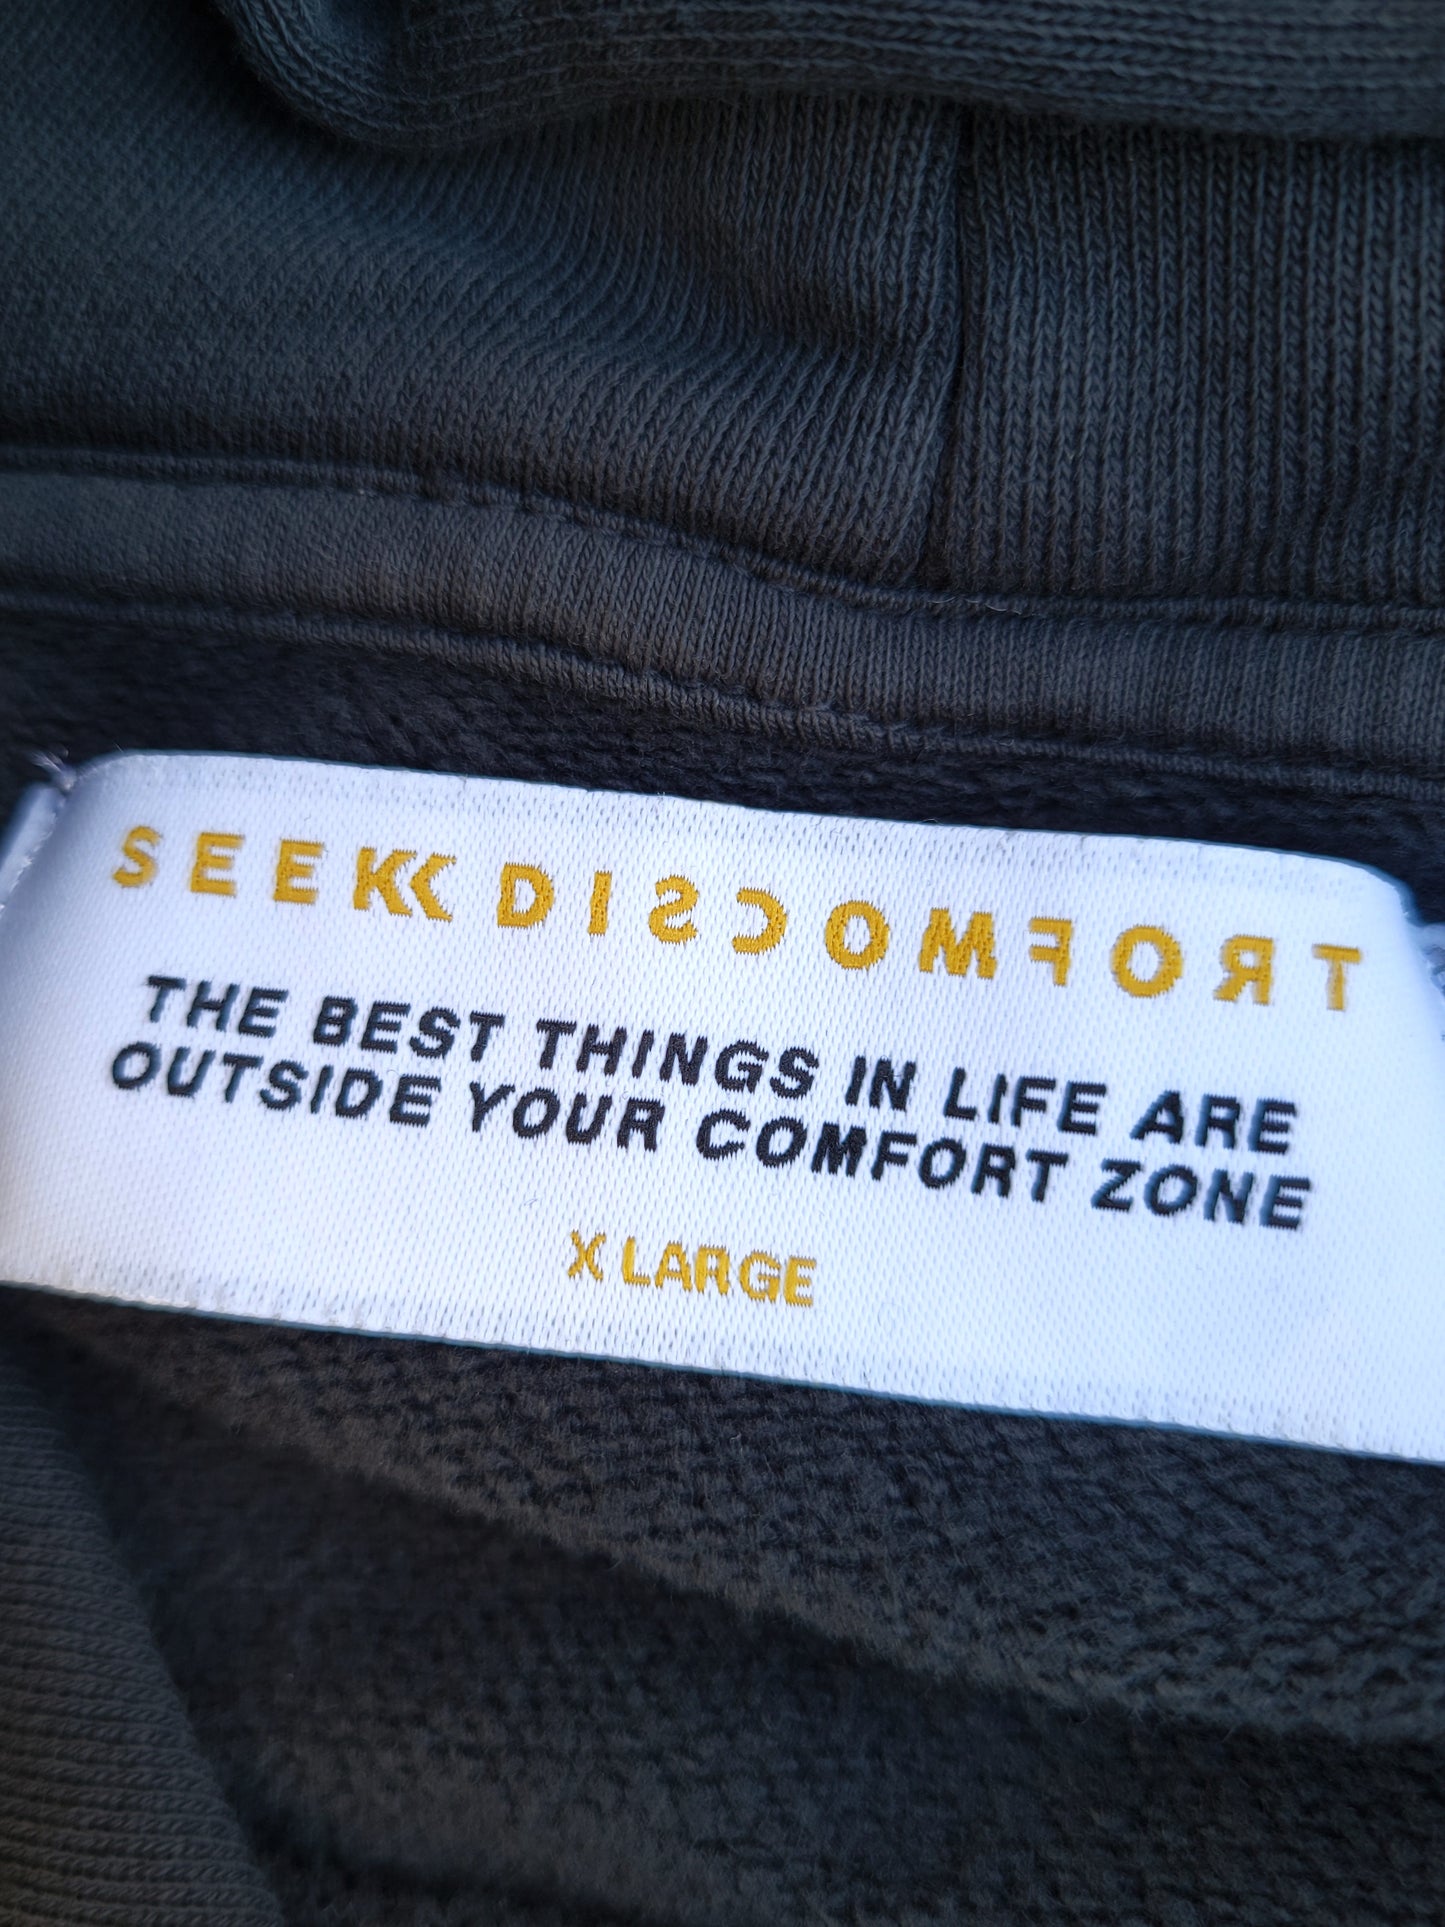 SEEK DISCOMFORT
THE BEST THINGS IN LIFE ARE
OUTSIDE YOUR COMFORT ZONE
X LARGE